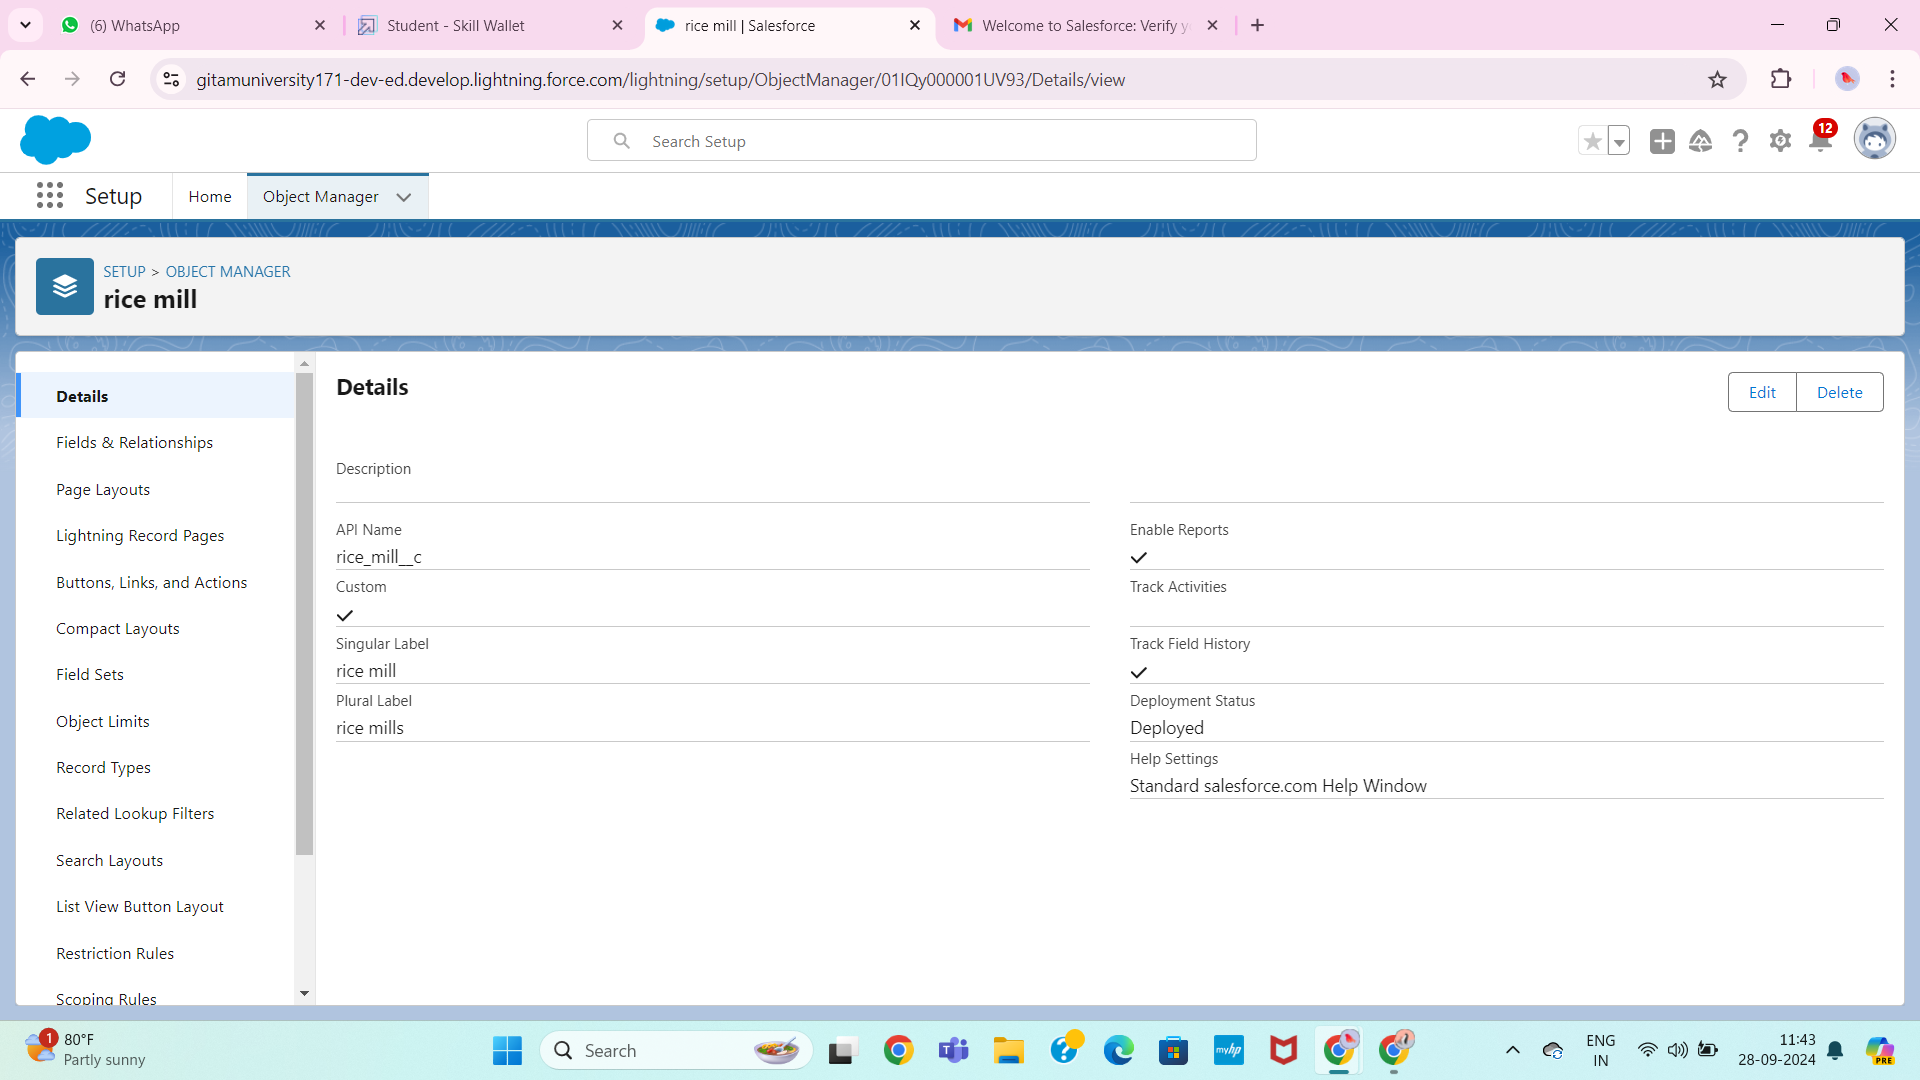 (6) WhatsApp
Student - Skill Wallet
rice mill | Salesforce
Welcome to Salesforce: Verify y
gitamuniversity171-dev-ed.develop.lightning.force.com/lightning/setup/ObjectManager/01IQy000001UV93/Details/view
Search Setup
12
Setup
Home
Object Manager
SETUP > OBJECT MANAGER
rice mill
Details
Fields & Relationships
Page Layouts
Lightning Record Pages
Buttons, Links, and Actions
Compact Layouts
Field Sets
Object Limits
Record Types
Related Lookup Filters
Search Layouts
List View Button Layout
Restriction Rules
Scoping Rules
Details
Edit
Delete
Description
API Name
rice_mill__c
Custom
Singular Label
rice mill
Plural Label
rice mills
Enable Reports
Track Activities
Track Field History
Deployment Status
Deployed
Help Settings
Standard salesforce.com Help Window
1
80°F
Partly sunny
Search
myhp
ENG
IN
11:43
28-09-2024
PRE